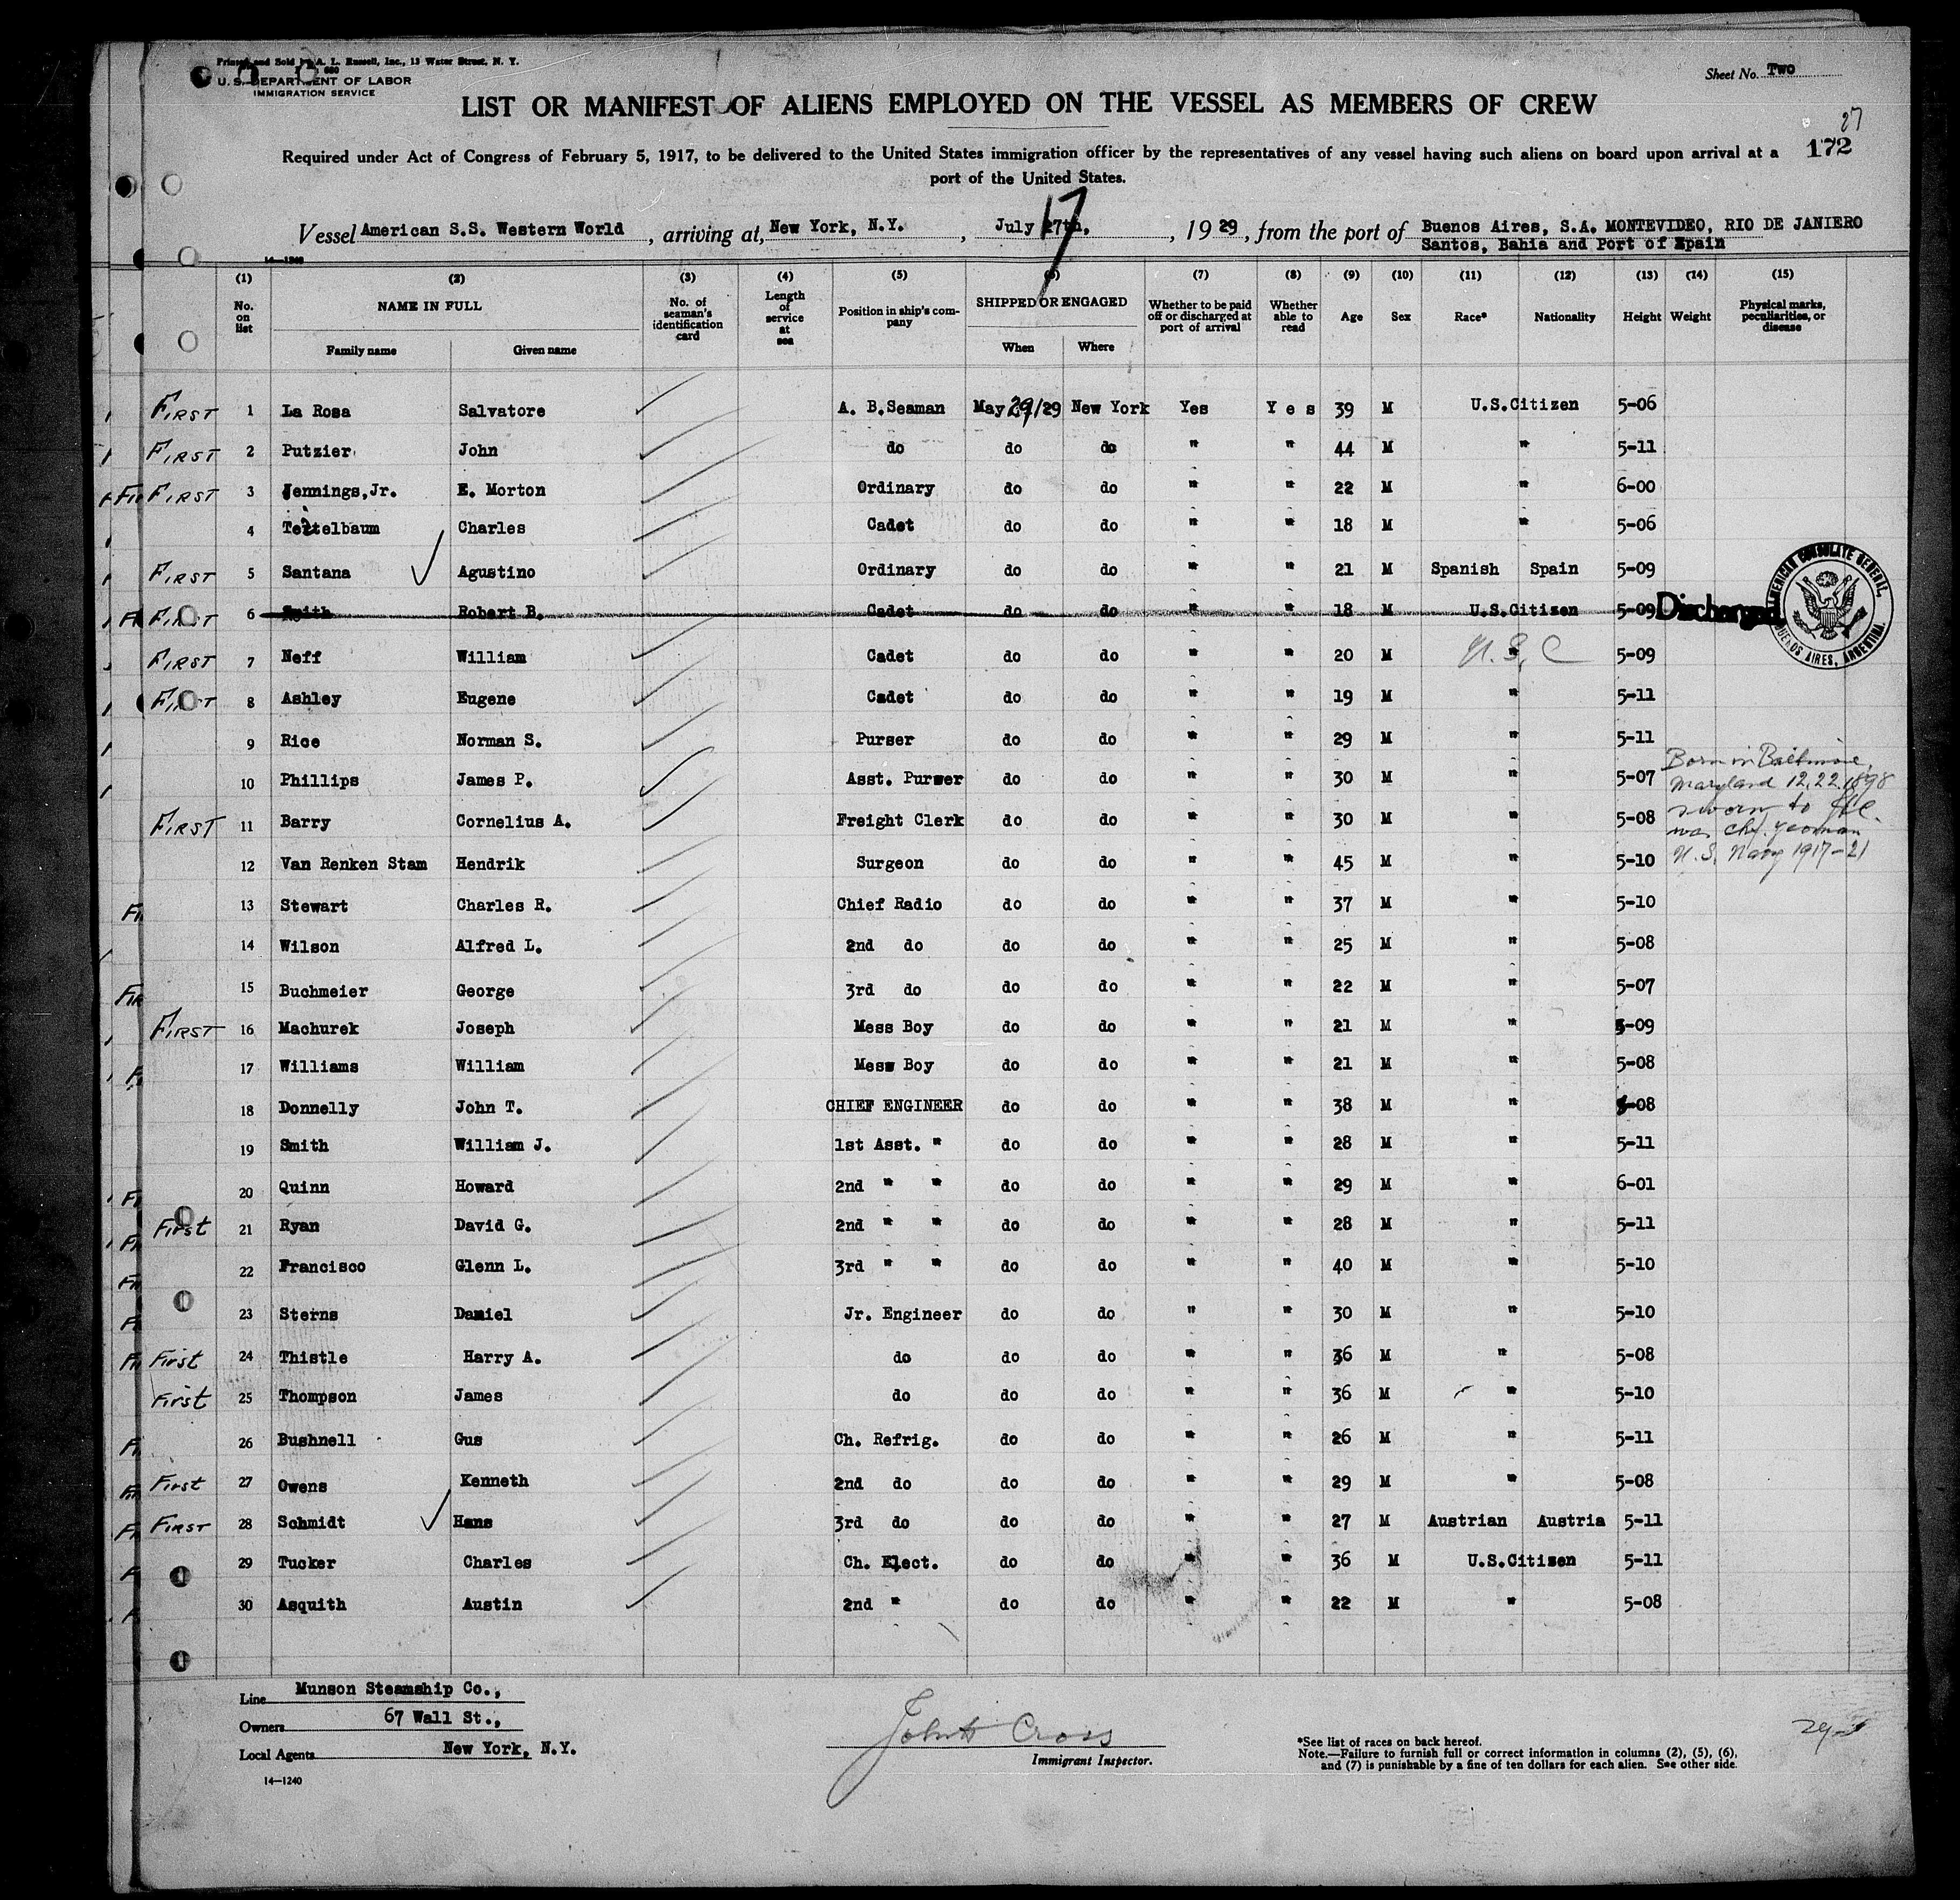 Printed and Sold by A. L. Russell, Inc., 13 Water Street, N. Y.
U. S. DEPARTMENT OF LABOR
IMMIGRATION SERVICE
Sheet No. Two
LIST OR MANIFEST OF ALIENS EMPLOYED ON THE VESSEL AS MEMBERS OF CREW
27
172
Required under Act of Congress of February 5, 1917, to be delivered to the United States immigration officer by the representatives of any vessel having such aliens on board upon arrival at a
port of the United States.
Vessel American S.S. Western World, arriving at, New York, N.Y., July 27th, 17, 1929, from the port of Buenos Aires, S.A. MONTEVIDEO, RIO DE JANIERO
Santos, Bahia and Port of Spain
14—1240
(1) (2) (3) (4) (5) (6) (7) (8) (9) (10) (11) (12) (13) (14) (15)
No. on list NAME IN FULL Family name Given name No. of seaman's identification card Length of service at sea Position in ship's company SHIPPED OR ENGAGED When Where Whether to be paid off or discharged at port of arrival Whether able to read Age Sex Race* Nationality Height Weight Physical marks, peculiarities, or disease
FIRST 1 La Rosa Salvatore A. B.Seaman May 29/29 New York Yes Yes 39 M U.S.Citizen 5-06
FIRST 2 Putzier John do do do " " 44 M " 5-11
FIRST 3 Jennings,Jr. E. Morton Ordinary do do " " 22 M " 6-00
4 Teitelbaum Charles Cadet do do " " 18 M " 5-06
FIRST 5 Santana Agustino Ordinary do do " " 21 M Spanish Spain 5-09
FIRST 6 Smith Robert B. Cadet do do " " 18 M U.S.Citizen 5-09 Discharged
AMERICAN CONSULATE GENERAL, BUENOS AIRES, ARGENTINA.
FIRST 7 Neff William Cadet do do " " 20 M U.S.C " 5-09
FIRST 8 Ashley Eugene Cadet do do " " 19 M " 5-11
9 Rice Norman S. Purser do do " " 29 M " 5-11
10 Phillips James P. Asst. Purser do do " " 30 M " 5-07
Born in Baltimore,
Maryland 12.22.1898
sworn to
was chf. yeoman
U.S. Navy 1917-21
FIRST 11 Barry Cornelius A. Freight Clerk do do " " 30 M " 5-08
12 Van Renken Stam Hendrik Surgeon do do " " 45 M " 5-10
13 Stewart Charles R. Chief Radio do do " " 37 M " 5-10
14 Wilson Alfred L. 2nd do do do " " 25 M " 5-08
15 Buchmeier George 3rd do do do " " 22 M " 5-07
FIRST 16 Machurek Joseph Mess Boy do do " " 21 M " 5-09
17 Williams William Mess Boy do do " " 21 M " 5-08
18 Donnelly John T. CHIEF ENGINEER do do " " 38 M " 5-08
19 Smith William J. 1st Asst. " do do " " 28 M " 5-11
20 Quinn Howard 2nd " " do do " " 29 M " 6-01
First 21 Ryan David G. 2nd " " do do " " 28 M " 5-11
22 Francisco Glenn L. 3rd " " do do " " 40 M " 5-10
23 Sterns Daniel Jr. Engineer do do " " 30 M " 5-10
First 24 Thistle Harry A. do do do " " 36 M " 5-08
First 25 Thompson James do do do " " 36 M " 5-10
26 Bushnell Gus Ch. Refrig. do do " " 26 M " 5-11
First 27 Owens Kenneth 2nd do do do " " 29 M " 5-08
FIRST 28 Schmidt Hans 3rd do do do " " 27 M Austrian Austria 5-11
29 Tucker Charles Ch. Elect. do do " " 36 M U.S.Citizen 5-11
30 Asquith Austin 2nd " do do " " 22 M " 5-08
Line Munson Steamship Co.,
Owners 67 Wall St.,
Local Agents New York, N.Y.
14—1240
Cross
Immigrant Inspector.
*See list of races on back hereof.
Note.—Failure to furnish full or correct information in columns (2), (5), (6),
and (7) is punishable by a fine of ten dollars for each alien. See other side.